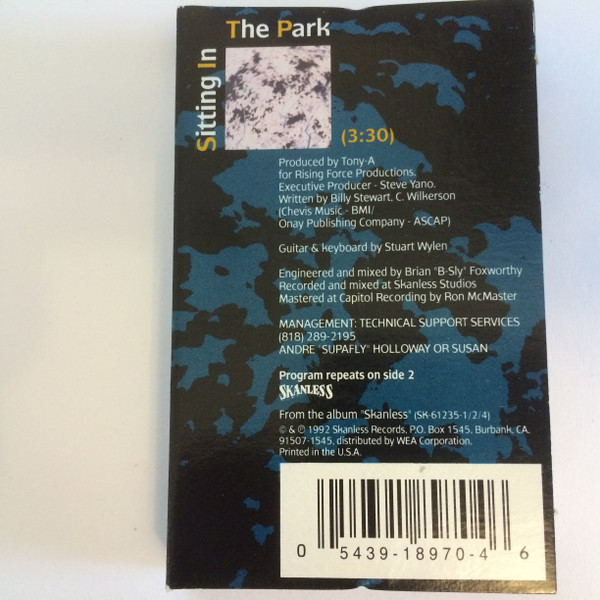 Sitting In
The Park
(3:30)
Produced by Tony-A
for Rising Force Productions.
Executive Producer - Steve Yano.
Written by Billy Stewart, C. Wilkerson
(Chevis Music - BMI/
Onay Publishing Company - ASCAP)
Guitar & keyboard by Stuart Wylen
Engineered and mixed by Brian "B-Sly" Foxworthy
Recorded and mixed at Skanless Studios
Mastered at Capitol Recording by Ron McMaster
MANAGEMENT: TECHNICAL SUPPORT SERVICES
(818) 289-2195
ANDRE "SUPAFLY" HOLLOWAY OR SUSAN
Program repeats on side 2
SKANLESS
From the album "Skanless" (SK-61235-1/2/4)
© & ℗ 1992 Skanless Records, P.O. Box 1545, Burbank, CA.
91507-1545, distributed by WEA Corporation.
Printed in the U.S.A.
0 5439-18970-4 6